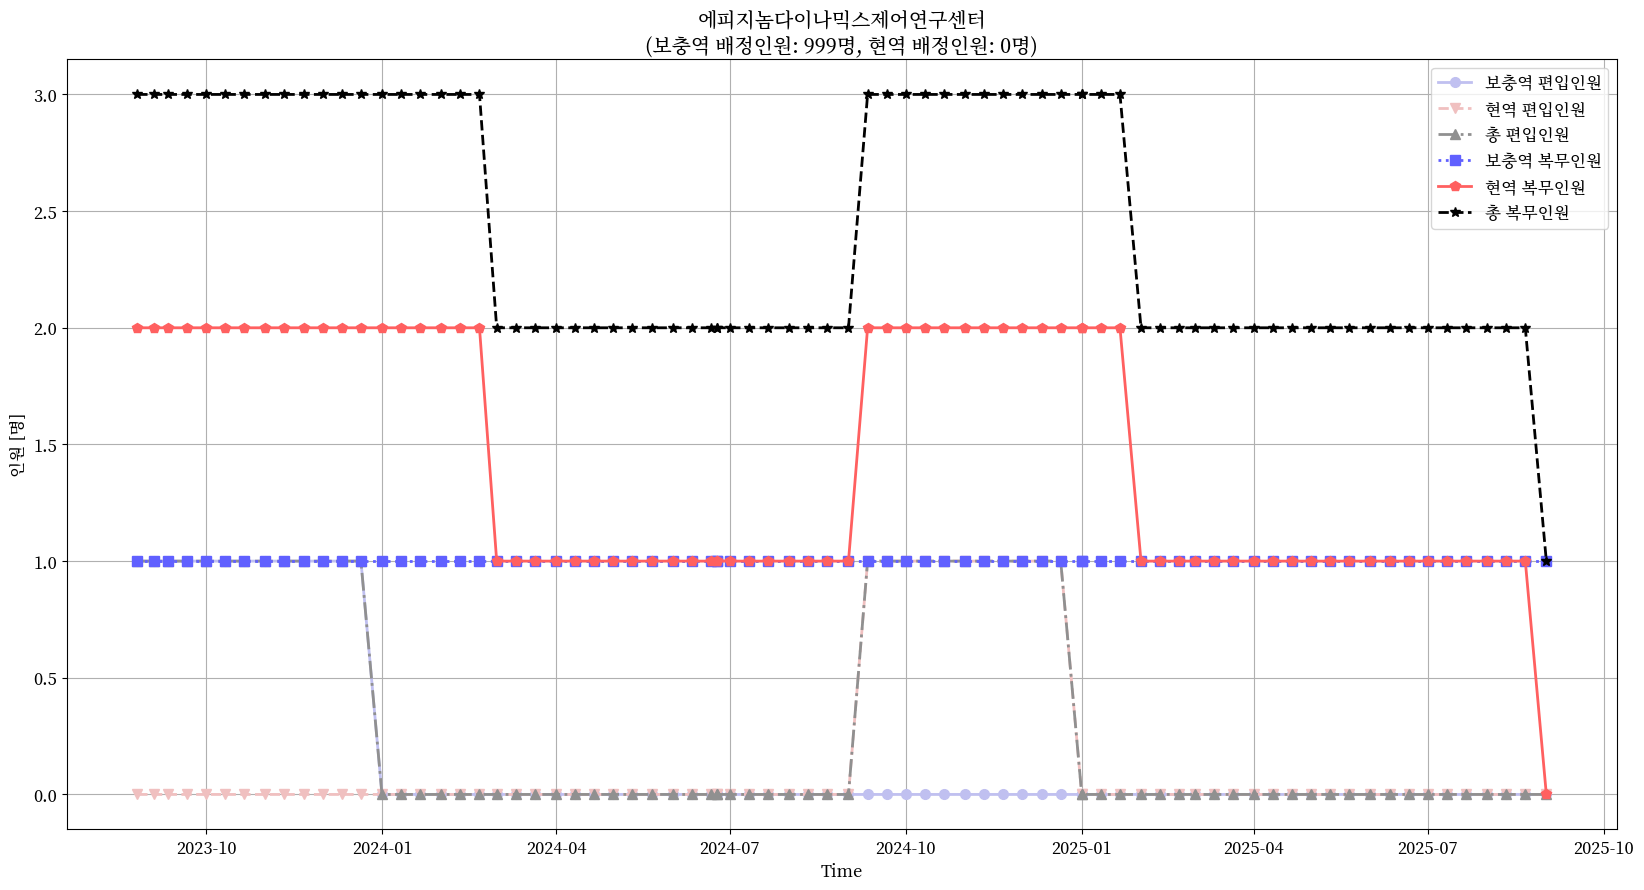 에피지놈다이나믹스제어연구센터
(보충역 배정인원: 999명, 현역 배정인원: 0명)
인원 [명]
3.0
2.5
2.0
1.5
1.0
0.5
0.0
보충역 편입인원
현역 편입인원
총 편입인원
보충역 복무인원
현역 복무인원
총 복무인원
2023-10
2024-01
2024-04
2024-07
2024-10
2025-01
2025-04
2025-07
2025-10
Time